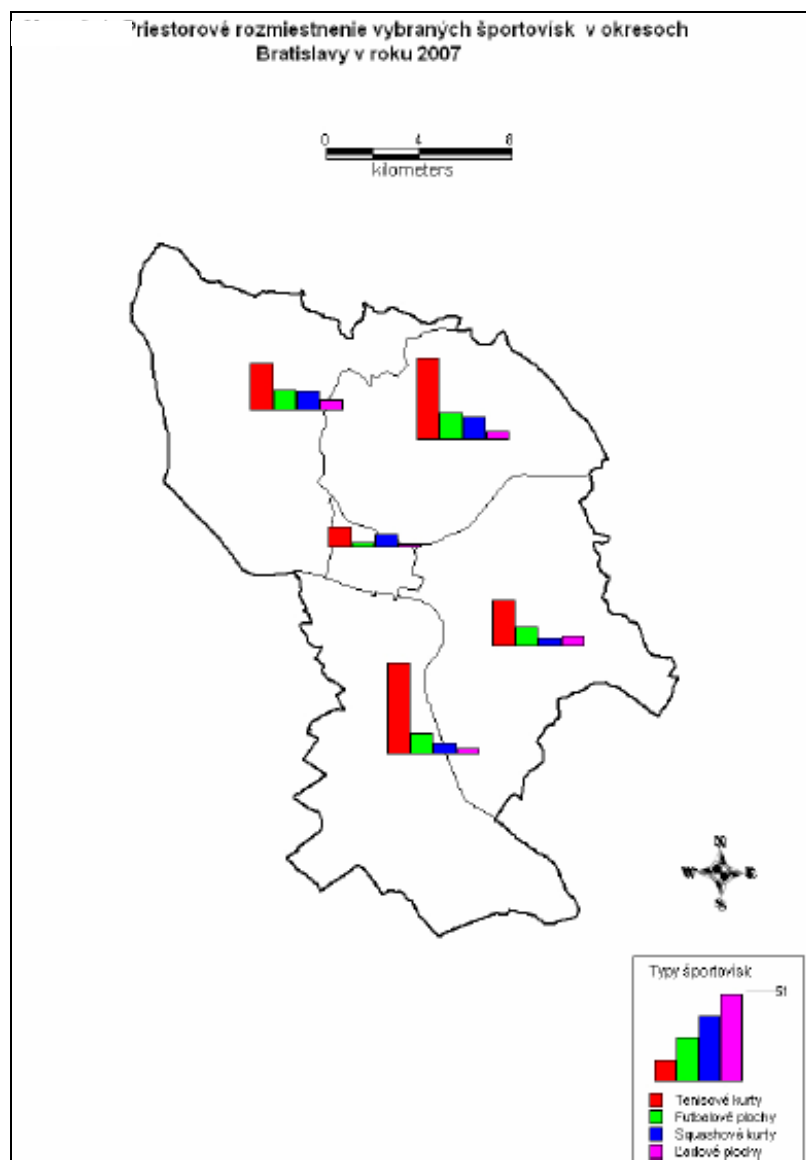 Priestorové rozmiestnenie vybraných športovísk v okresoch
Bratislavy v roku 2007
0 4 8
kilometers
N
W E
S
Typy športovísk
51
Tenisové kurty
Futbalové plochy
Squashové kurty
Ľadové plochy